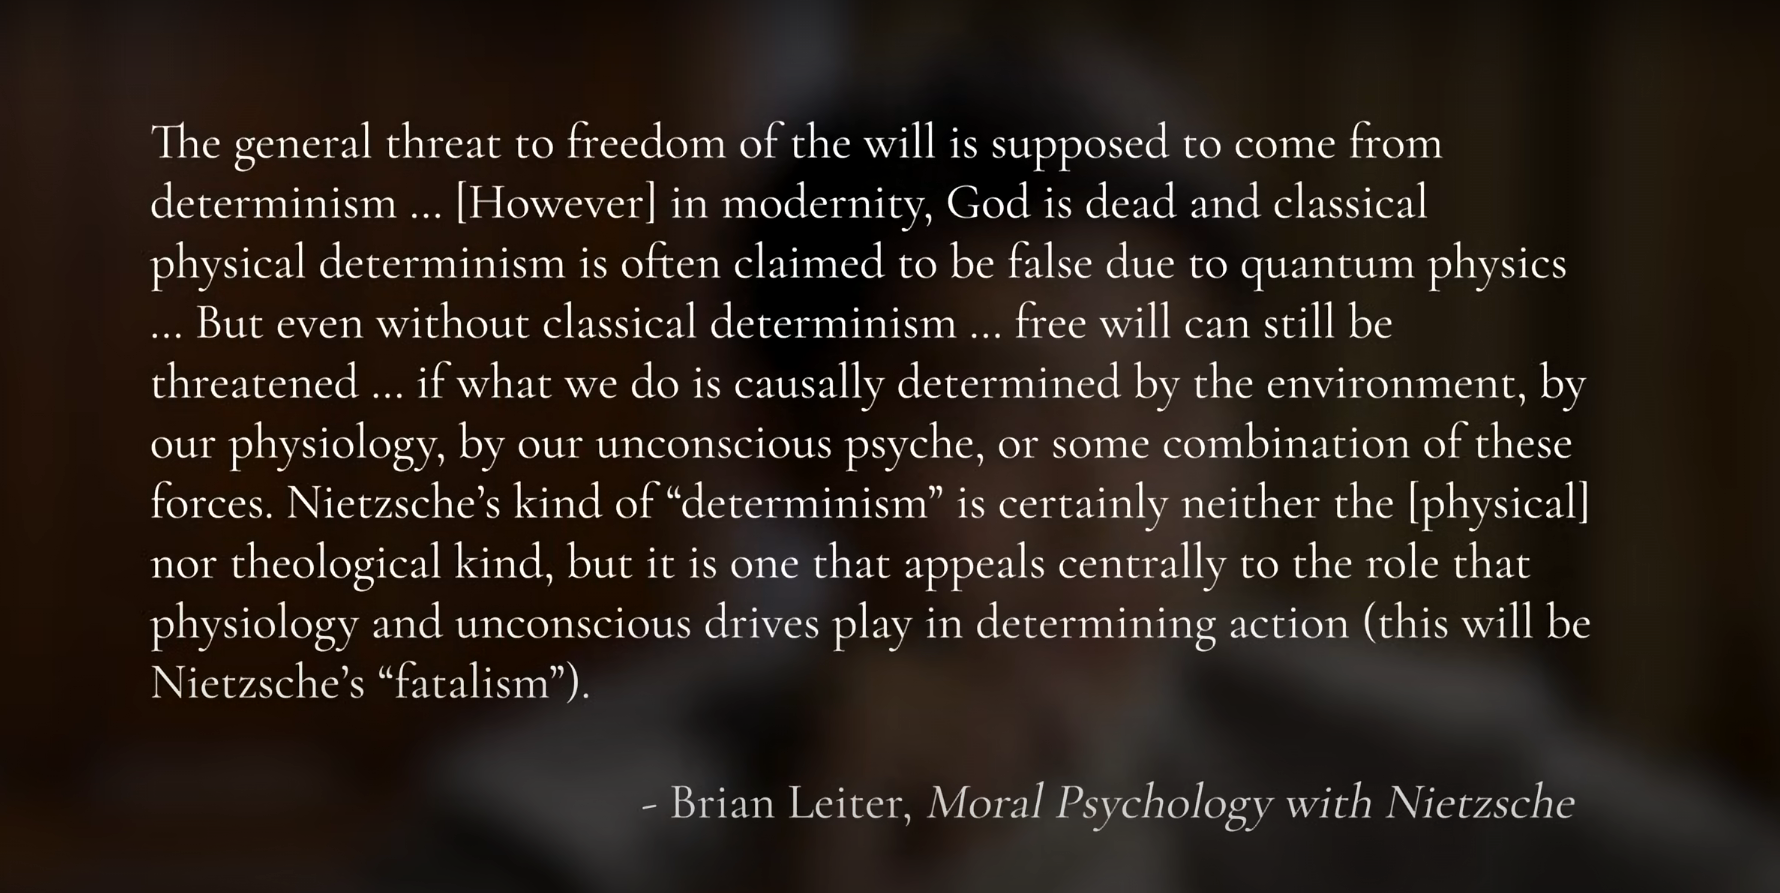 The general threat to freedom of the will is supposed to come from
determinism ... [However] in modernity, God is dead and classical
physical determinism is often claimed to be false due to quantum physics
... But even without classical determinism ... free will can still be
threatened ... if what we do is causally determined by the environment, by
our physiology, by our unconscious psyche, or some combination of these
forces. Nietzsche’s kind of “determinism” is certainly neither the [physical]
nor theological kind, but it is one that appeals centrally to the role that
physiology and unconscious drives play in determining action (this will be
Nietzsche’s “fatalism”).
- Brian Leiter, Moral Psychology with Nietzsche